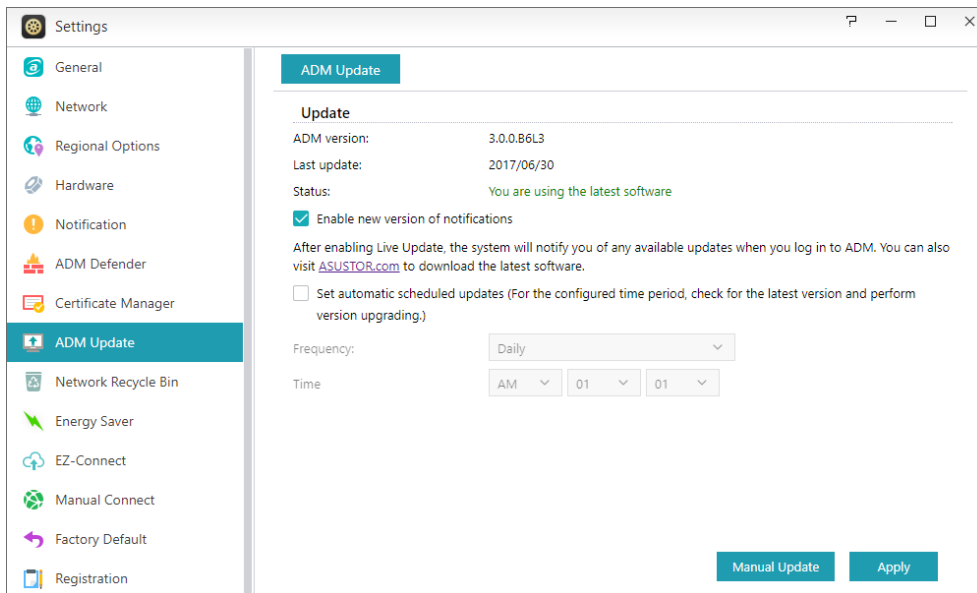 Settings
General
Network
Regional Options
Hardware
Notification
ADM Defender
Certificate Manager
ADM Update
Network Recycle Bin
Energy Saver
EZ-Connect
Manual Connect
Factory Default
Registration
ADM Update
Update
ADM version: 3.0.0.B6L3
Last update: 2017/06/30
Status: You are using the latest software
Enable new version of notifications
After enabling Live Update, the system will notify you of any available updates when you log in to ADM. You can also
visit ASUSTOR.com to download the latest software.
Set automatic scheduled updates (For the configured time period, check for the latest version and perform
version upgrading.)
Frequency: Daily
Time AM 01 01
Manual Update Apply